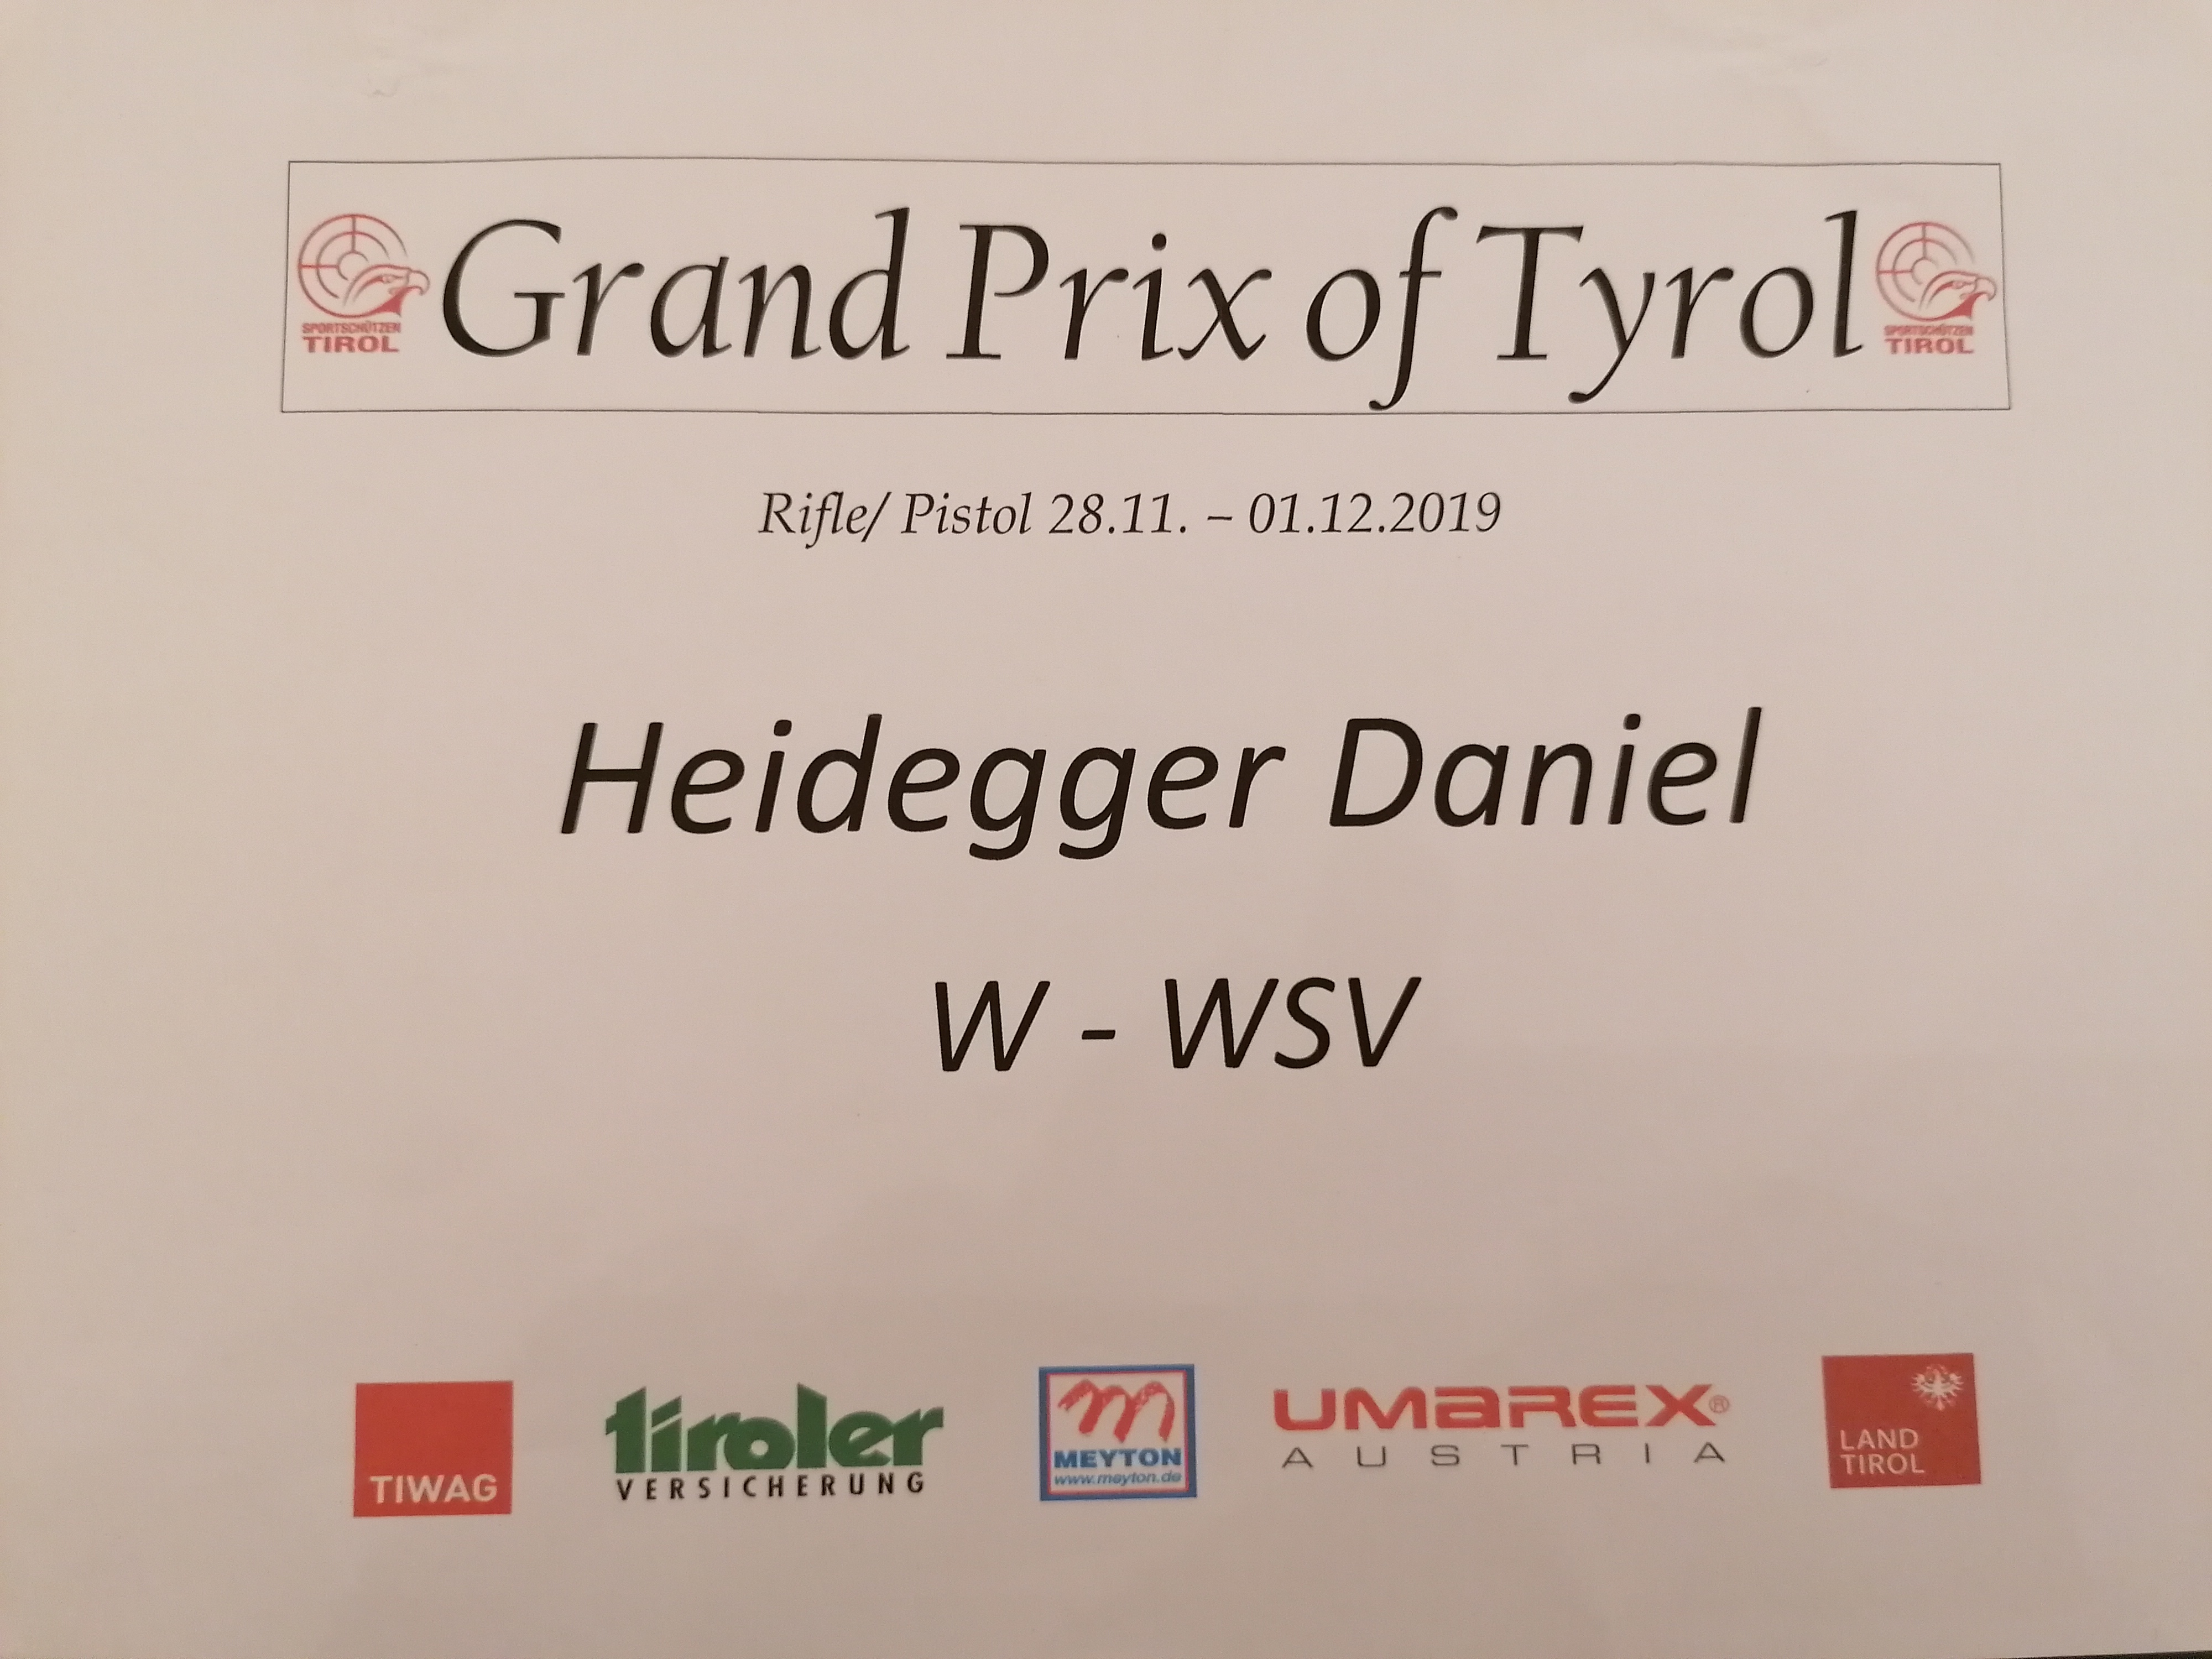 Grand Prix of Tyrol
SPORTSCHÜTZEN
TIROL
SPORTSCHÜTZEN
TIROL
Rifle/ Pistol 28.11. – 01.12.2019
Heidegger Daniel
W - WSV
TIWAG
tiroler
VERSICHERUNG
m
MEYTON
www.meyton.de
UMAREX®
AUSTRIA
LAND
TIROL